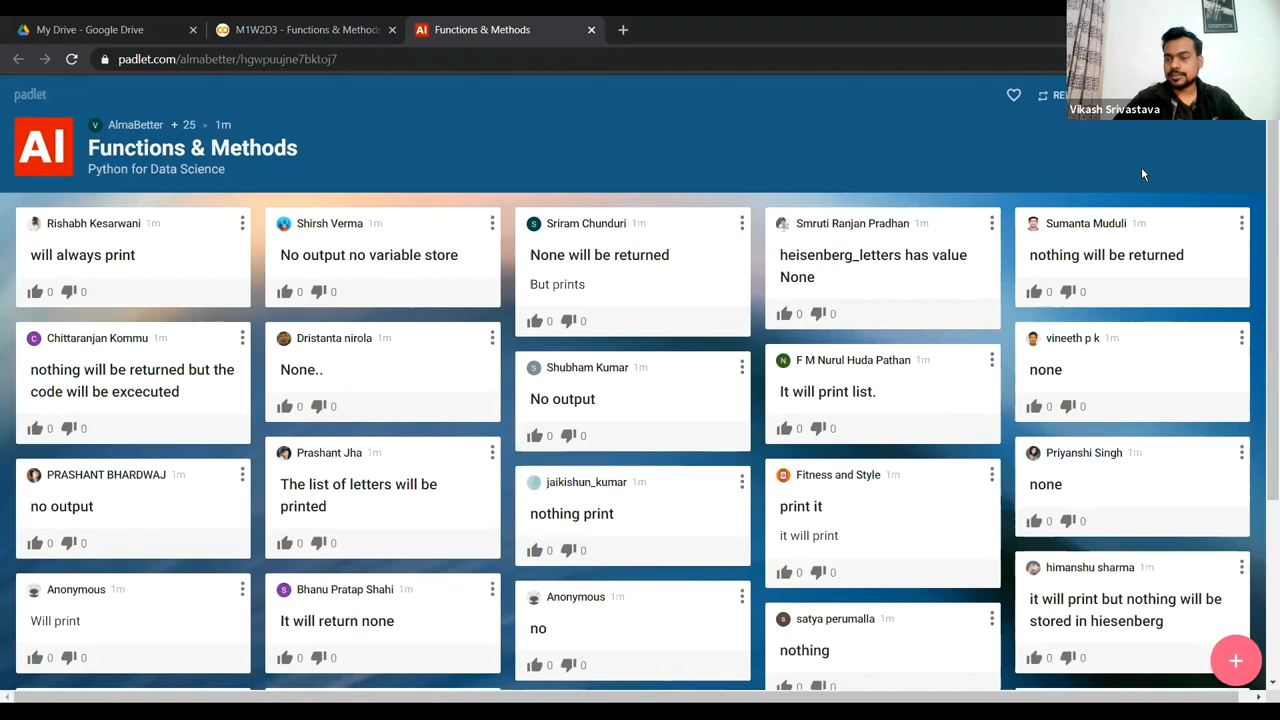 My Drive - Google Drive
M1W2D3 - Functions & Method
Functions & Methods
padlet.com/almabetter/hgwpuujne7bktoj7
Vikash Srivastava
padlet
AI
AlmaBetter + 25 • 1m
Functions & Methods
Python for Data Science
Rishabh Kesarwani 1m
will always print
0 0
Chittaranjan Kommu 1m
nothing will be returned but the
code will be excecuted
0 0
PRASHANT BHARDWAJ 1m
no output
0 0
Anonymous 1m
Will print
0 0
Shirsh Verma 1m
No output no variable store
0 0
Dristanta nirola 1m
None..
0 0
Prashant Jha 1m
The list of letters will be
printed
0 0
Bhanu Pratap Shahi 1m
It will return none
0 0
Sriram Chunduri 1m
None will be returned
But prints
0 0
Shubham Kumar 1m
No output
0 0
jaikishun_kumar 1m
nothing print
0 0
Anonymous 1m
no
0 0
Smruti Ranjan Pradhan 1m
heisenberg_letters has value
None
0 0
F M Nurul Huda Pathan 1m
It will print list.
0 0
Fitness and Style 1m
print it
it will print
0 0
satya perumalla 1m
nothing
0 0
Sumanta Muduli 1m
nothing will be returned
0 0
vineeth p k 1m
none
0 0
Priyanshi Singh 1m
none
0 0
himanshu sharma 1m
it will print but nothing will be
stored in hiesenberg
0 0